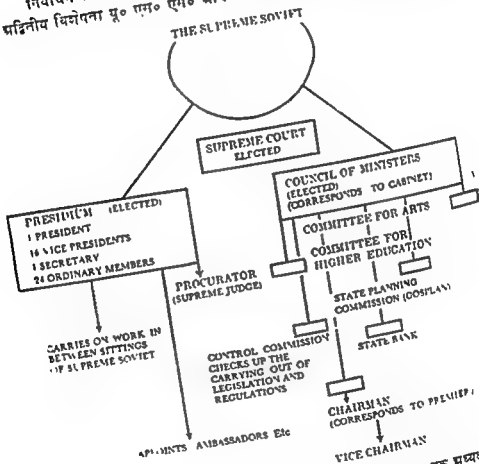 अद्वितीय विशेषता यू० एस० एस०
THE SUPREME SOVIET
SUPREME COURT
ELECTED
COUNCIL OF MINISTERS
(ELECTED)
(CORRESPONDS TO CABINET)
PRESIDIUM (ELECTED)
1 PRESIDENT
16 VICE PRESIDENTS
1 SECRETARY
24 ORDINARY MEMBERS
COMMITTEE FOR ARTS
COMMITTEE FOR
HIGHER EDUCATION
PROCURATOR
(SUPREME JUDGE)
STATE PLANNING
COMMISSION (GOSPLAN)
STATE BANK
CARRIES ON WORK IN
BETWEEN SITTINGS
OF SUPREME SOVIET
CONTROL COMMISSION
CHECKS UP THE
CARRYING OUT OF
LEGISLATION AND
REGULATIONS
CHAIRMAN
(CORRESPONDS TO PREMIER)
APPOINTS AMBASSADORS Etc
VICE CHAIRMAN